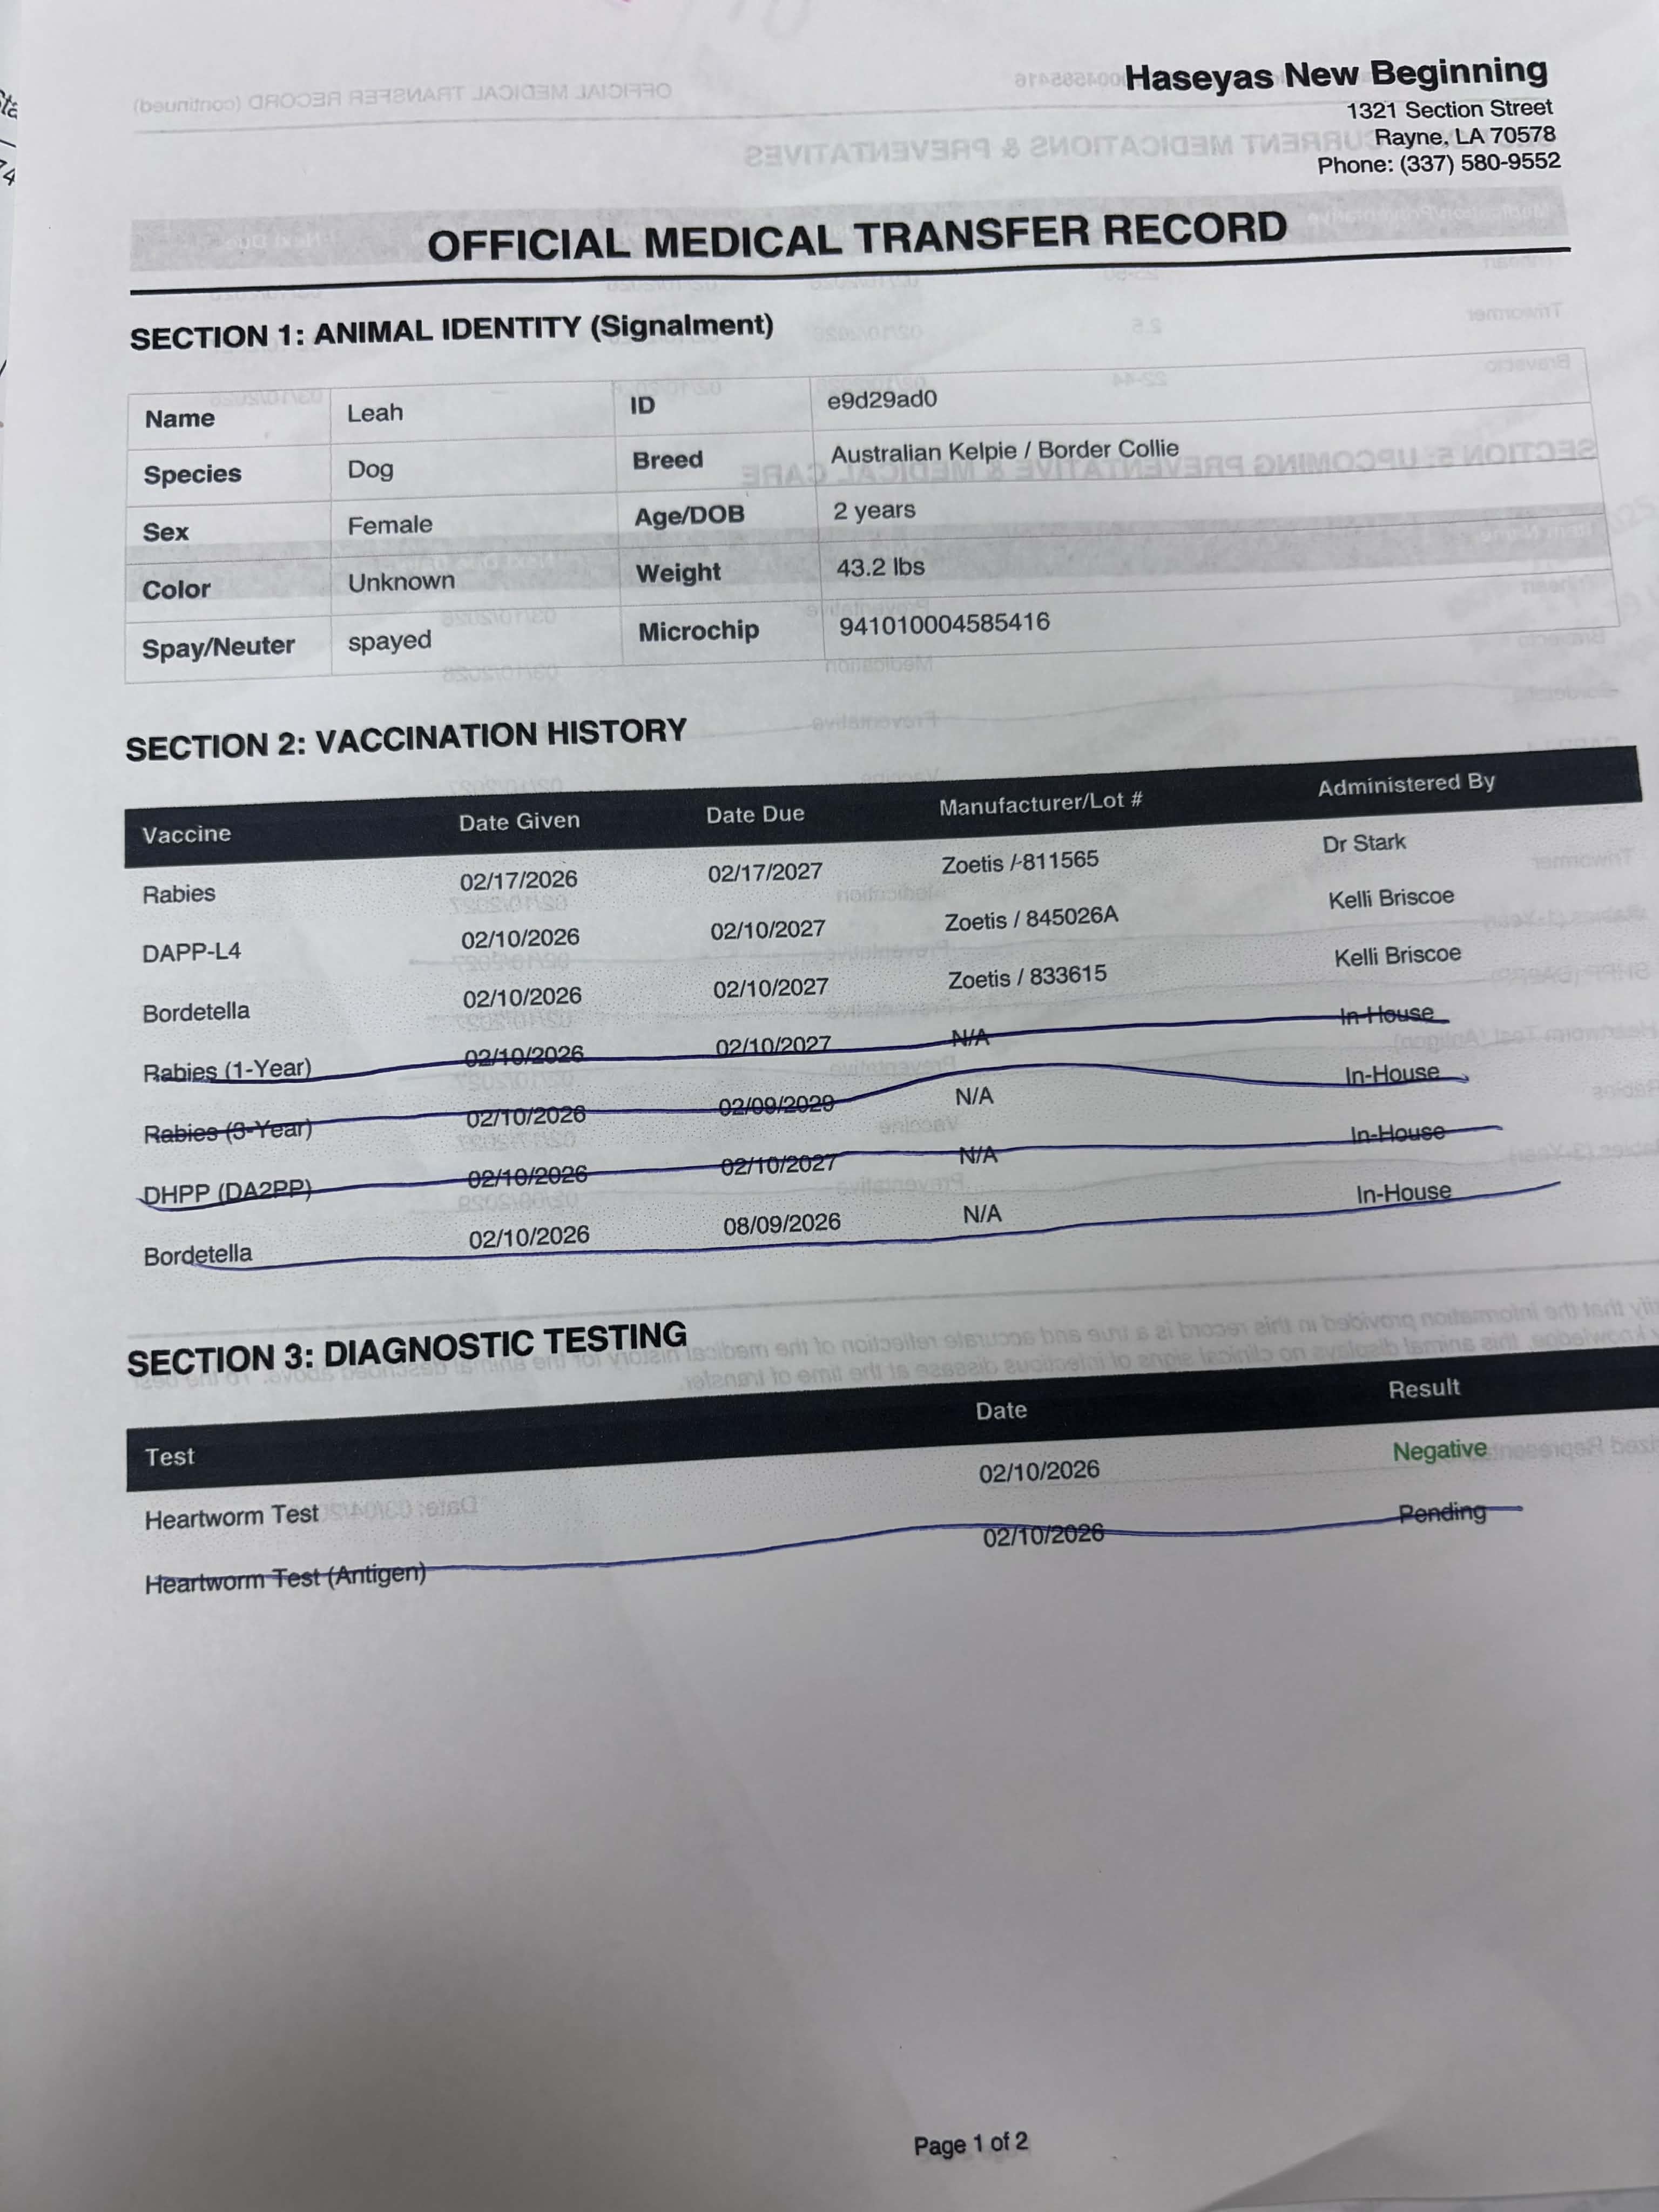 Haseyas New Beginning
1321 Section Street
Rayne, LA 70578
Phone: (337) 580-9552
OFFICIAL MEDICAL TRANSFER RECORD
SECTION 1: ANIMAL IDENTITY (Signalment)
Name Leah ID e9d29ad0
Species Dog Breed Australian Kelpie / Border Collie
Sex Female Age/DOB 2 years
Color Unknown Weight 43.2 lbs
Spay/Neuter spayed Microchip 941010004585416
SECTION 2: VACCINATION HISTORY
Vaccine Date Given Date Due Manufacturer/Lot # Administered By
Rabies 02/17/2026 02/17/2027 Zoetis /-811565 Dr Stark
DAPP-L4 02/10/2026 02/10/2027 Zoetis / 845026A Kelli Briscoe
Bordetella 02/10/2026 02/10/2027 Zoetis / 833615 Kelli Briscoe
Rabies (1-Year) 02/10/2026 02/10/2027 N/A In-House
Rabies (3-Year) 02/10/2026 02/09/2029 N/A In-House
DHPP (DA2PP) 02/10/2026 02/10/2027 N/A In-House
Bordetella 02/10/2026 08/09/2026 N/A In-House
SECTION 3: DIAGNOSTIC TESTING
Test Date Result
Heartworm Test 02/10/2026 Negative
Heartworm Test (Antigen) 02/10/2026 Pending
Page 1 of 2